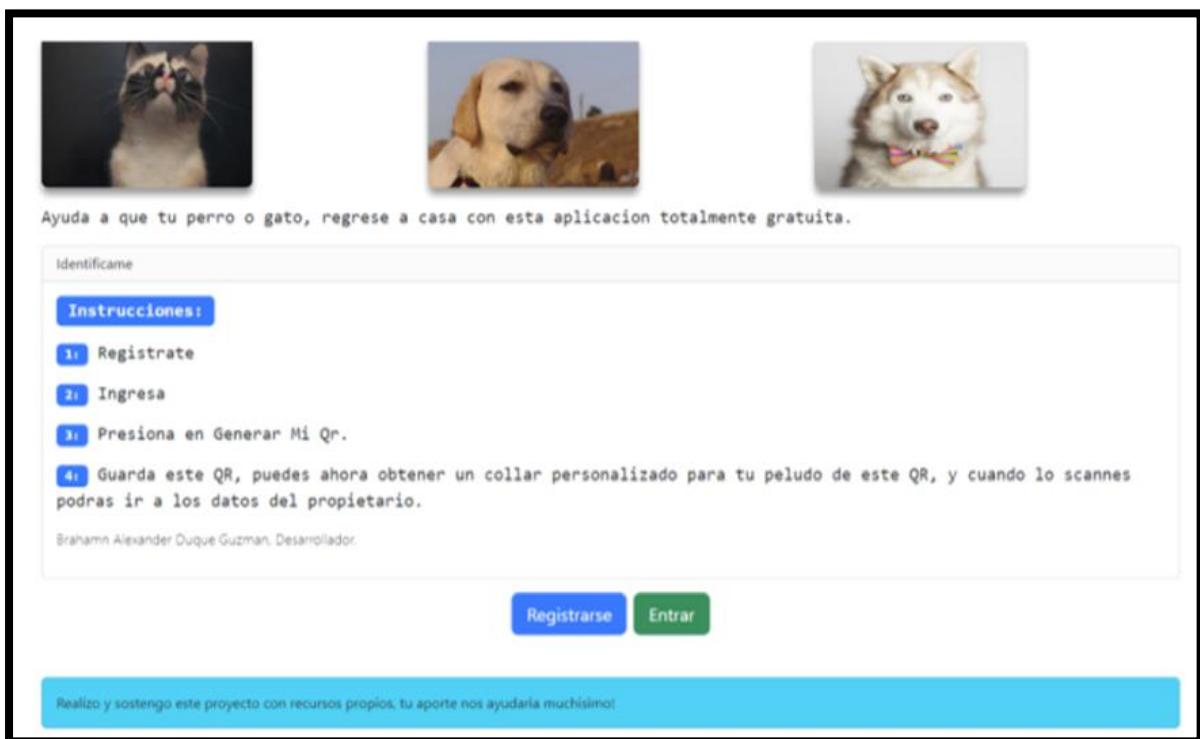 Ayuda a que tu perro o gato, regrese a casa con esta aplicacion totalmente gratuita.
Identificame
Instrucciones:
1: Registrate
2: Ingresa
3: Presiona en Generar Mi Qr.
4: Guarda este QR, puedes ahora obtener un collar personalizado para tu peludo de este QR, y cuando lo scannes
podras ir a los datos del propietario.
Brahamn Alexander Duque Guzman, Desarrollador.
Registrarse Entrar
Realizo y sostengo este proyecto con recursos propios, tu aporte nos ayudaria muchisimo!